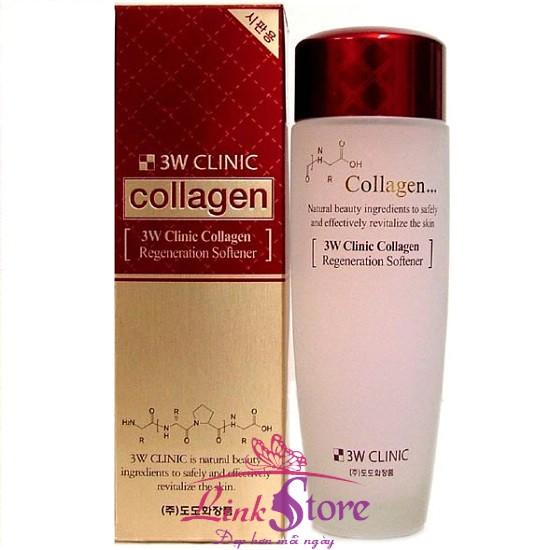 시판용
3W CLINIC
collagen
3W Clinic Collagen
Regeneration Softener
H₂N
O
R
H
N
R
O
N
O
H
N
O
OH
R
3W CLINIC is natural beauty
ingredients to safely and effectively
revitalize the skin.
(주)도도화장품
H
N
O
OH
O
R
Collagen...
Natural beauty ingredients to safely
and effectively revitalize the skin
3W Clinic Collagen
Regeneration Softener
3W CLINIC
(주)도도화장품
Link Store
Đẹp hơn mỗi ngày